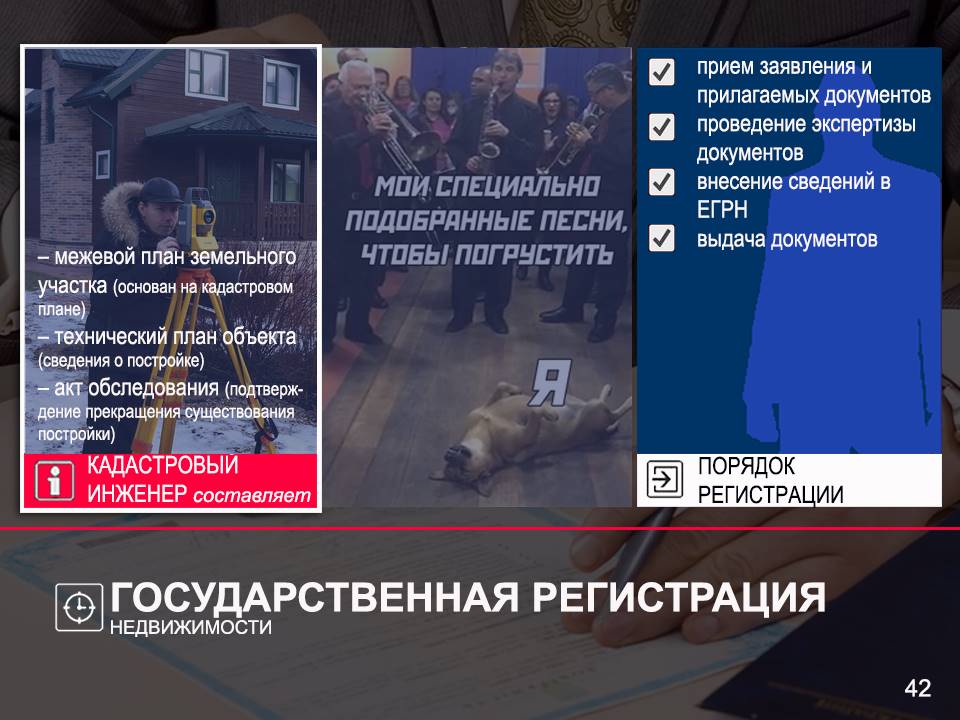 – межевой план земельного
участка (основан на кадастровом
плане)
– технический план объекта
(сведения о постройке)
– акт обследования (подтверж-
дение прекращения существования
постройки)
КАДАСТРОВЫЙ
ИНЖЕНЕР составляет
МОИ СПЕЦИАЛЬНО
ПОДОБРАННЫЕ ПЕСНИ,
ЧТОБЫ ПОГРУСТИТЬ
Я
прием заявления и
прилагаемых документов
проведение экспертизы
документов
внесение сведений в
ЕГРН
выдача документов
ПОРЯДОК
РЕГИСТРАЦИИ
ГОСУДАРСТВЕННАЯ РЕГИСТРАЦИЯ
НЕДВИЖИМОСТИ
42